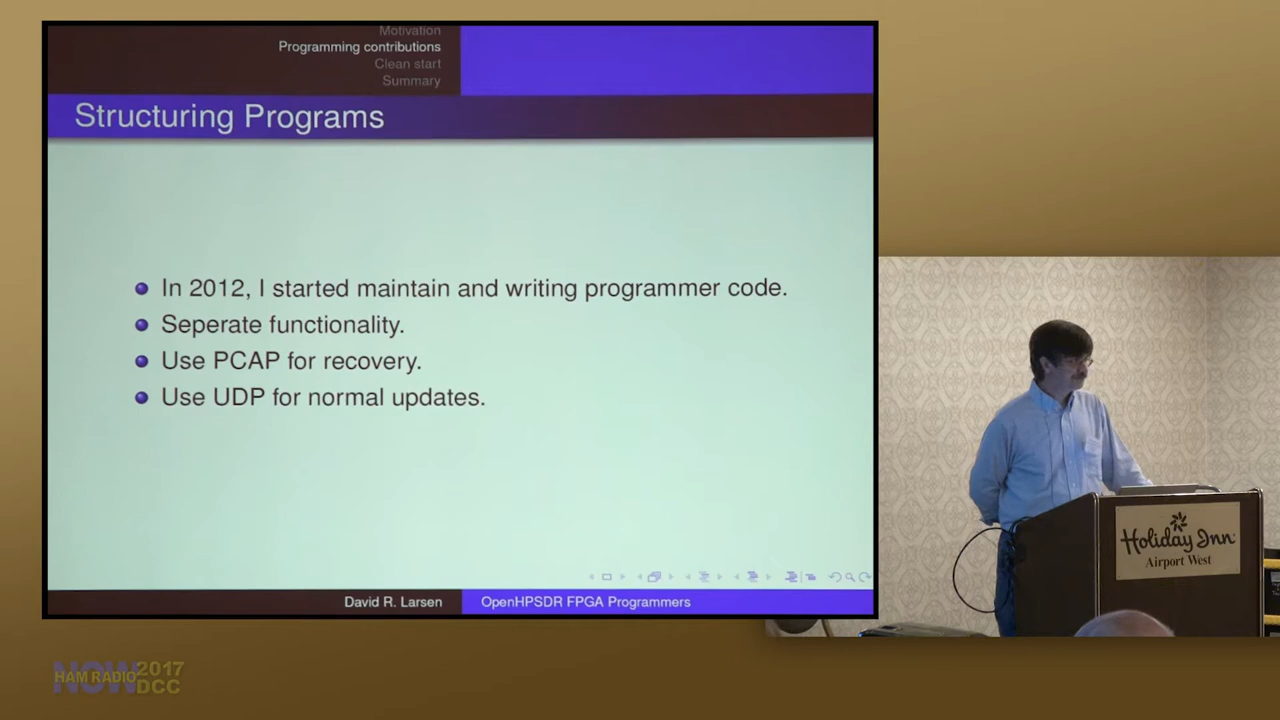 Motivation
Programming contributions
Clean start
Summary
Structuring Programs
In 2012, I started maintain and writing programmer code.
Seperate functionality.
Use PCAP for recovery.
Use UDP for normal updates.
David R. Larsen
OpenHPSDR FPGA Programmers
Holiday Inn
Airport West
NOW
HAM RADIO
2017
DCC